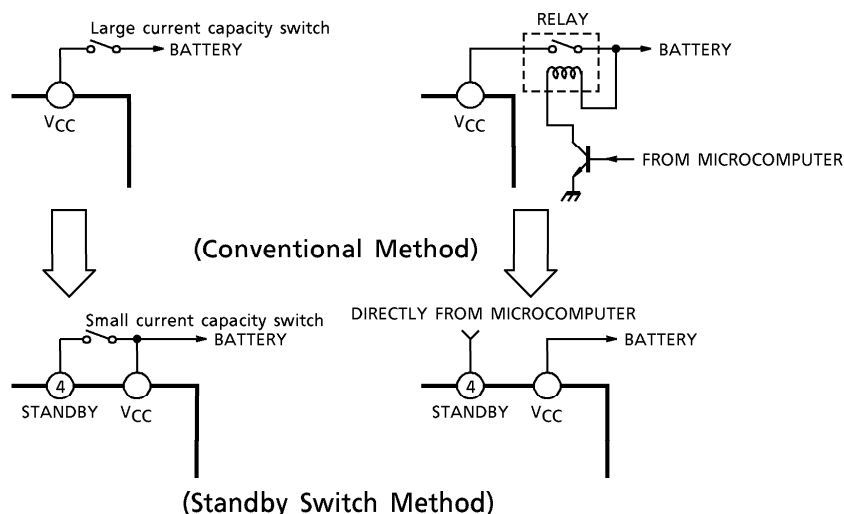 Large current capacity switch
BATTERY
VCC
RELAY
BATTERY
VCC
FROM MICROCOMPUTER
(Conventional Method)
Small current capacity switch
BATTERY
4
STANDBY
VCC
DIRECTLY FROM MICROCOMPUTER
BATTERY
4
STANDBY
VCC
(Standby Switch Method)